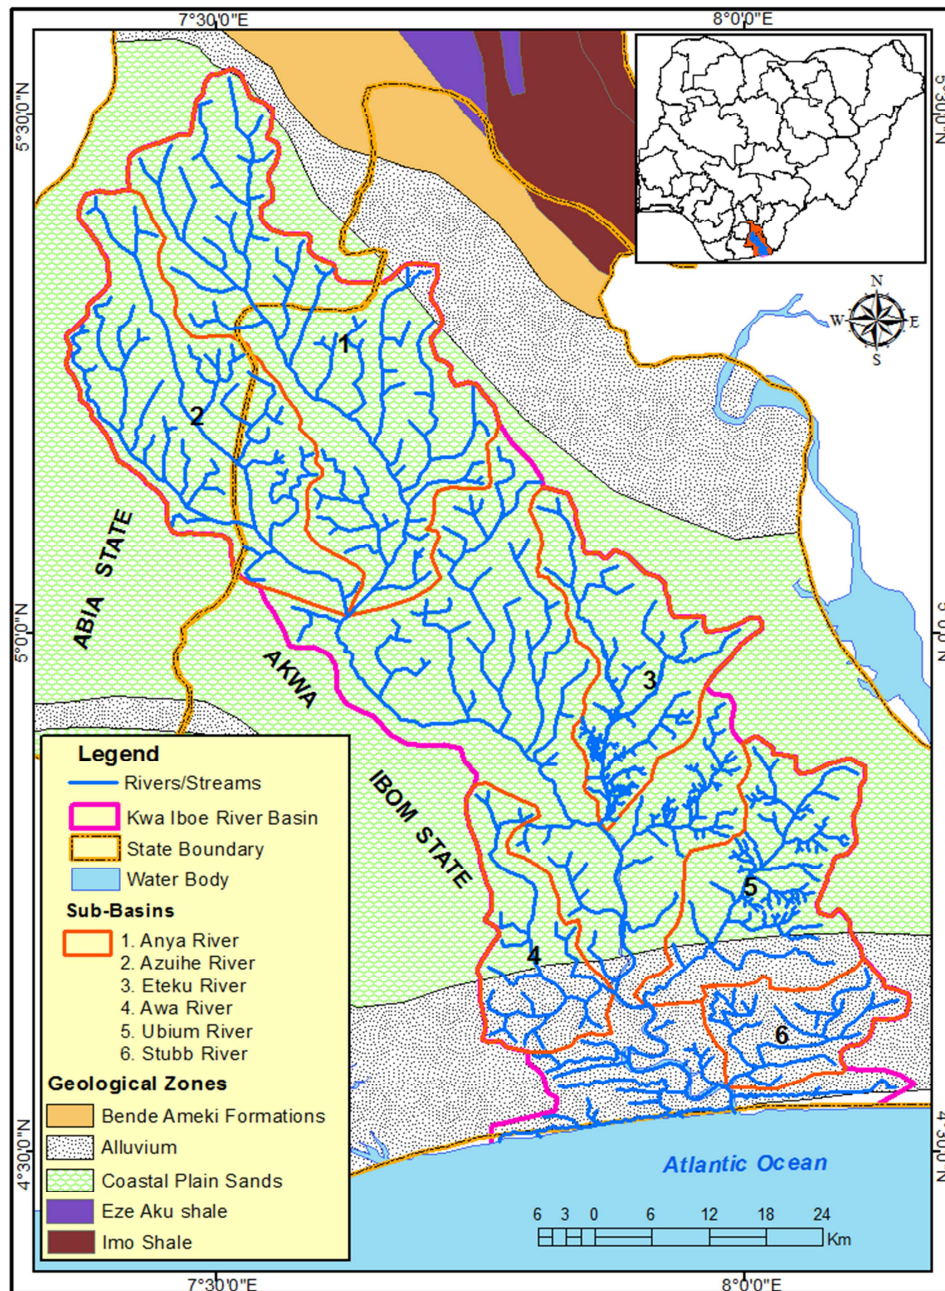 7°30'0"E
8°0'0"E
5°30'0"N
5°30'0"N
N
W
E
S
1
2
ABIA STATE
5°0'0"N
5°0'0"N
AKWA
IBOM STATE
3
4
5
6
Legend
Rivers/Streams
Kwa Iboe River Basin
State Boundary
Water Body
Sub-Basins
1. Anya River
2. Azuihe River
3. Eteku River
4. Awa River
5. Ubium River
6. Stubb River
Geological Zones
Bende Ameki Formations
Alluvium
Coastal Plain Sands
Eze Aku shale
Imo Shale
4°30'0"N
4°30'0"N
Atlantic Ocean
6 3 0 6 12 18 24
Km
7°30'0"E
8°0'0"E